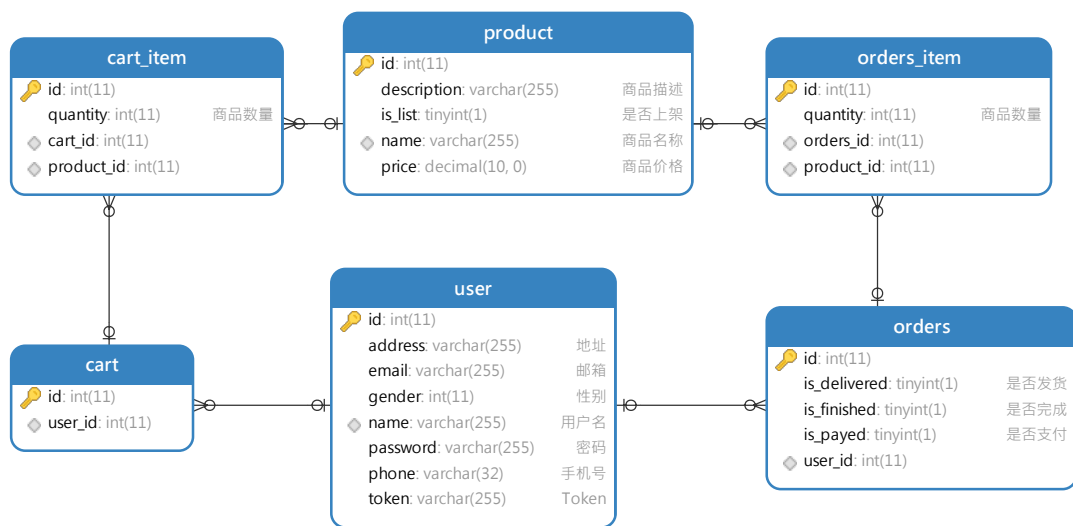 cart_item
id: int(11)
quantity: int(11) 商品数量
cart_id: int(11)
product_id: int(11)
product
id: int(11)
description: varchar(255) 商品描述
is_list: tinyint(1) 是否上架
name: varchar(255) 商品名称
price: decimal(10, 0) 商品价格
orders_item
id: int(11)
quantity: int(11) 商品数量
orders_id: int(11)
product_id: int(11)
cart
id: int(11)
user_id: int(11)
user
id: int(11)
address: varchar(255) 地址
email: varchar(255) 邮箱
gender: int(11) 性别
name: varchar(255) 用户名
password: varchar(255) 密码
phone: varchar(32) 手机号
token: varchar(255) Token
orders
id: int(11)
is_delivered: tinyint(1) 是否发货
is_finished: tinyint(1) 是否完成
is_payed: tinyint(1) 是否支付
user_id: int(11)